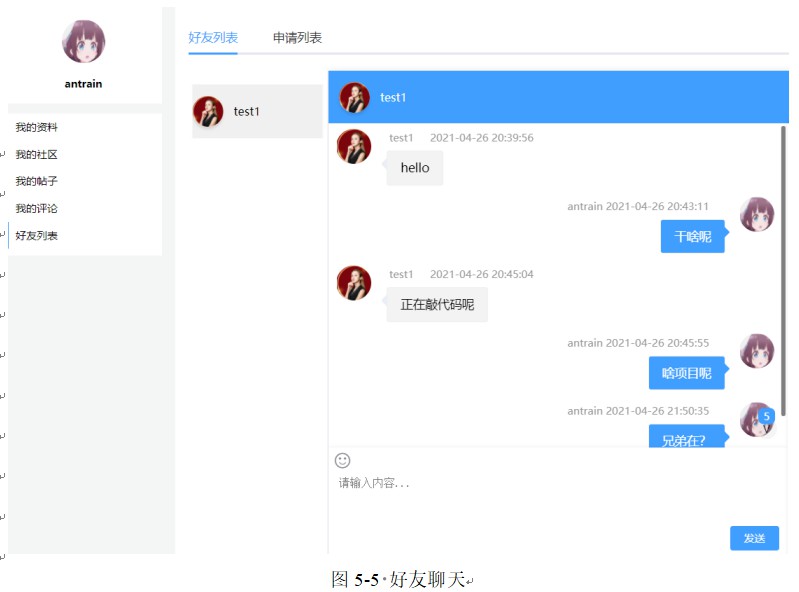 antrain
我的资料
我的社区
我的帖子
我的评论
好友列表
好友列表 申请列表
test1
test1
test1 2021-04-26 20:39:56
hello
antrain 2021-04-26 20:43:11
干啥呢
test1 2021-04-26 20:45:04
正在敲代码呢
antrain 2021-04-26 20:45:55
啥项目呢
antrain 2021-04-26 21:50:35
5
兄弟在?
请输入内容...
发送
图 5-5 好友聊天